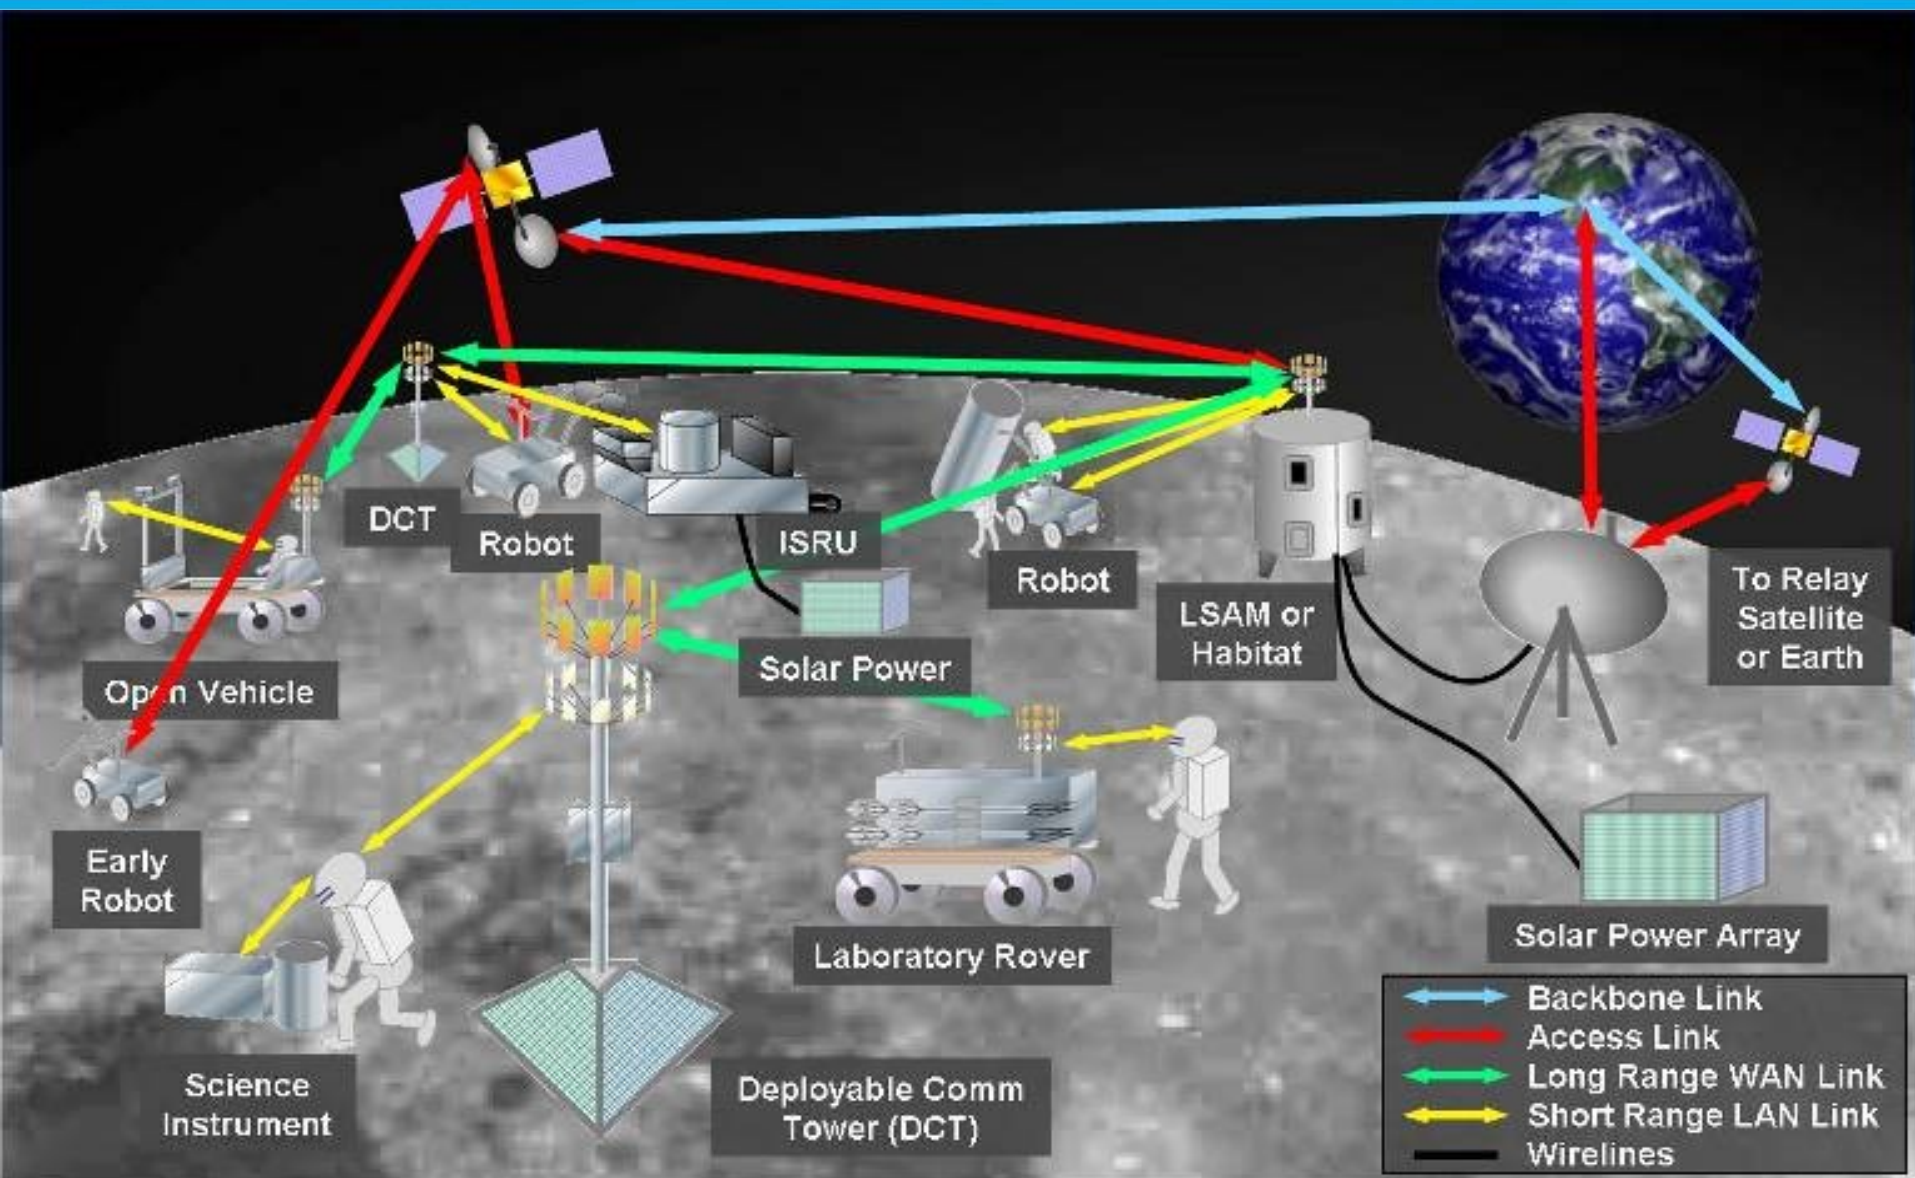 DCT
Robot
ISRU
Robot
LSAM or
Habitat
To Relay
Satellite
or Earth
Open Vehicle
Solar Power
Early
Robot
Laboratory Rover
Solar Power Array
Science
Instrument
Deployable Comm
Tower (DCT)
Backbone Link
Access Link
Long Range WAN Link
Short Range LAN Link
Wirelines